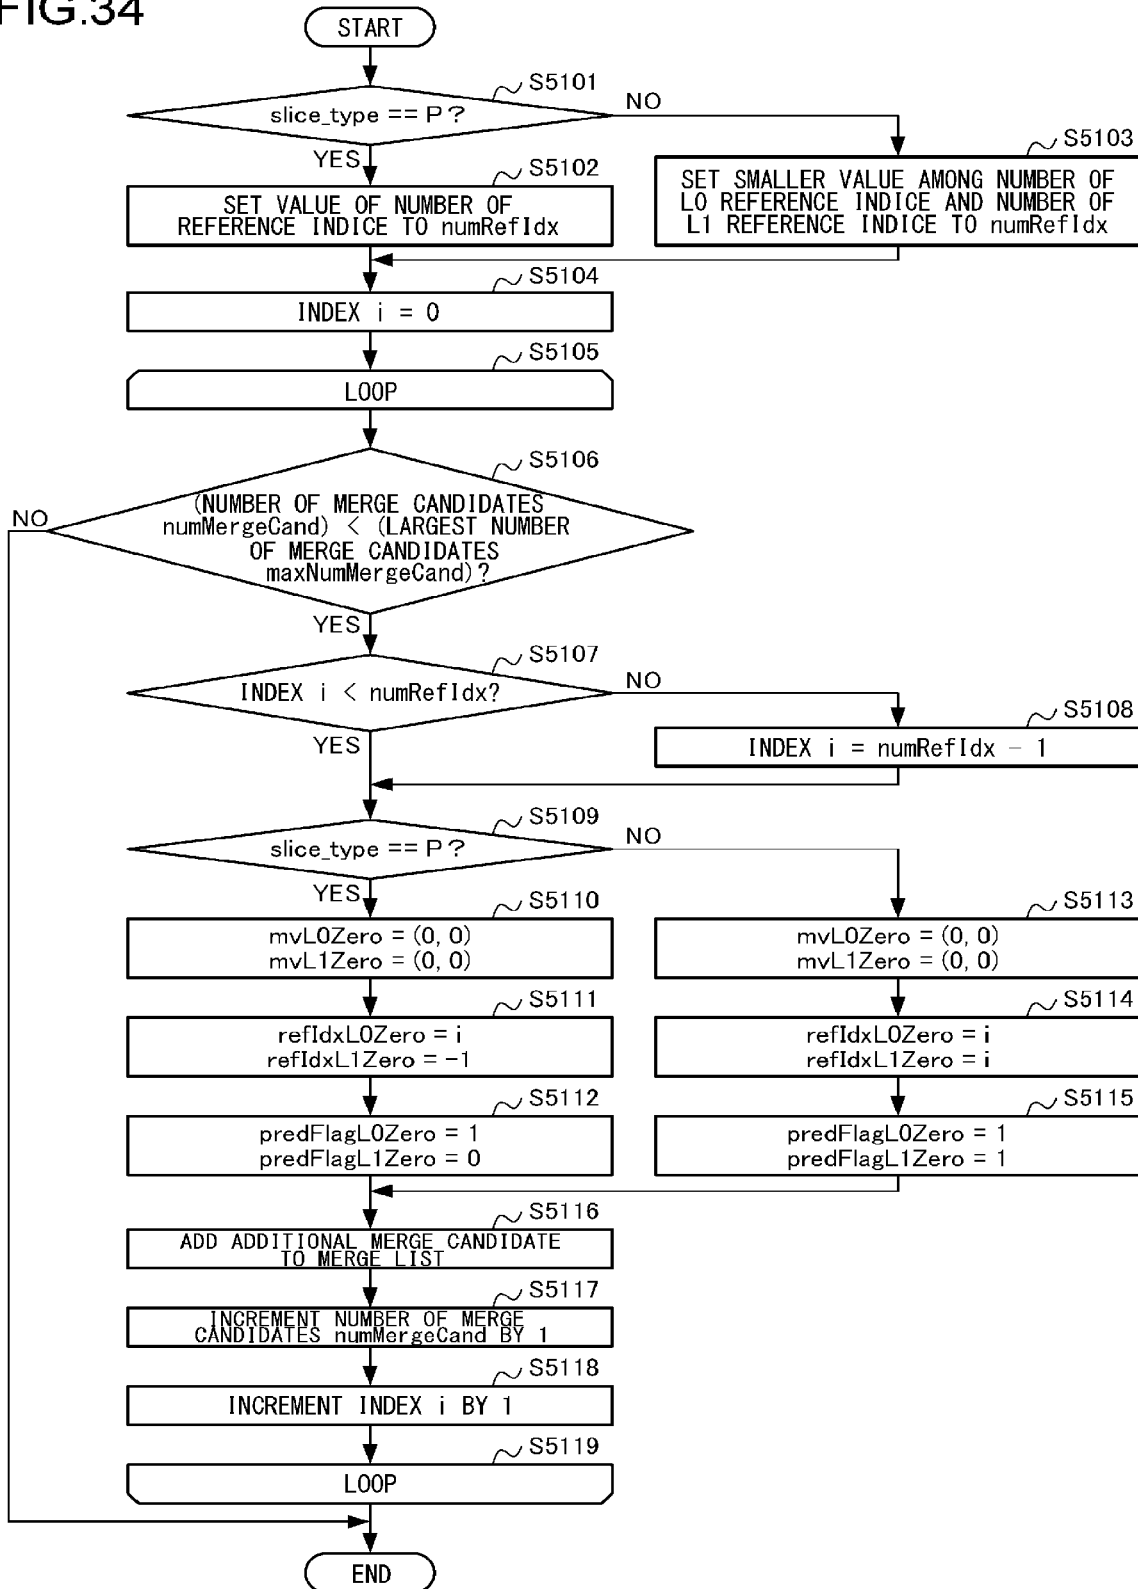 FIG.34
START
S5101
slice_type == P?
NO
YES
S5102
SET VALUE OF NUMBER OF
REFERENCE INDICE TO numRefIdx
S5103
SET SMALLER VALUE AMONG NUMBER OF
L0 REFERENCE INDICE AND NUMBER OF
L1 REFERENCE INDICE TO numRefIdx
S5104
INDEX i = 0
S5105
LOOP
S5106
(NUMBER OF MERGE CANDIDATES
numMergeCand) < (LARGEST NUMBER
OF MERGE CANDIDATES
maxNumMergeCand)?
NO
YES
S5107
INDEX i < numRefIdx?
NO
YES
S5108
INDEX i = numRefIdx - 1
S5109
slice_type == P?
NO
YES
S5110
mvL0Zero = (0, 0)
mvL1Zero = (0, 0)
S5113
mvL0Zero = (0, 0)
mvL1Zero = (0, 0)
S5111
refIdxL0Zero = i
refIdxL1Zero = -1
S5114
refIdxL0Zero = i
refIdxL1Zero = i
S5112
predFlagL0Zero = 1
predFlagL1Zero = 0
S5115
predFlagL0Zero = 1
predFlagL1Zero = 1
S5116
ADD ADDITIONAL MERGE CANDIDATE
TO MERGE LIST
S5117
INCREMENT NUMBER OF MERGE
CANDIDATES numMergeCand BY 1
S5118
INCREMENT INDEX i BY 1
S5119
LOOP
END